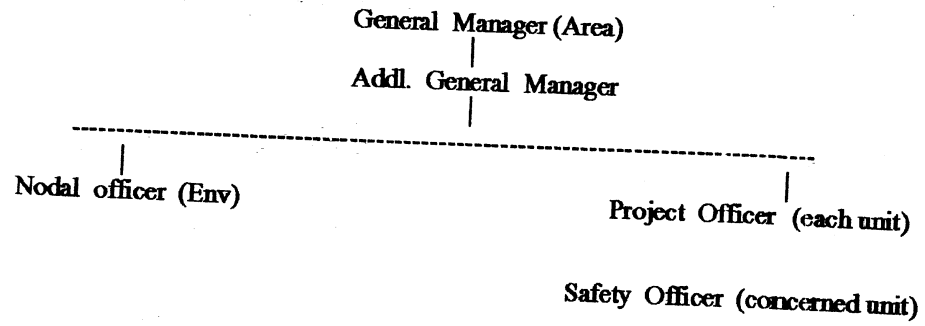 General Manager (Area)
Addl. General Manager
Nodal officer (Env)
Project Officer (each unit)
Safety Officer (concerned unit)